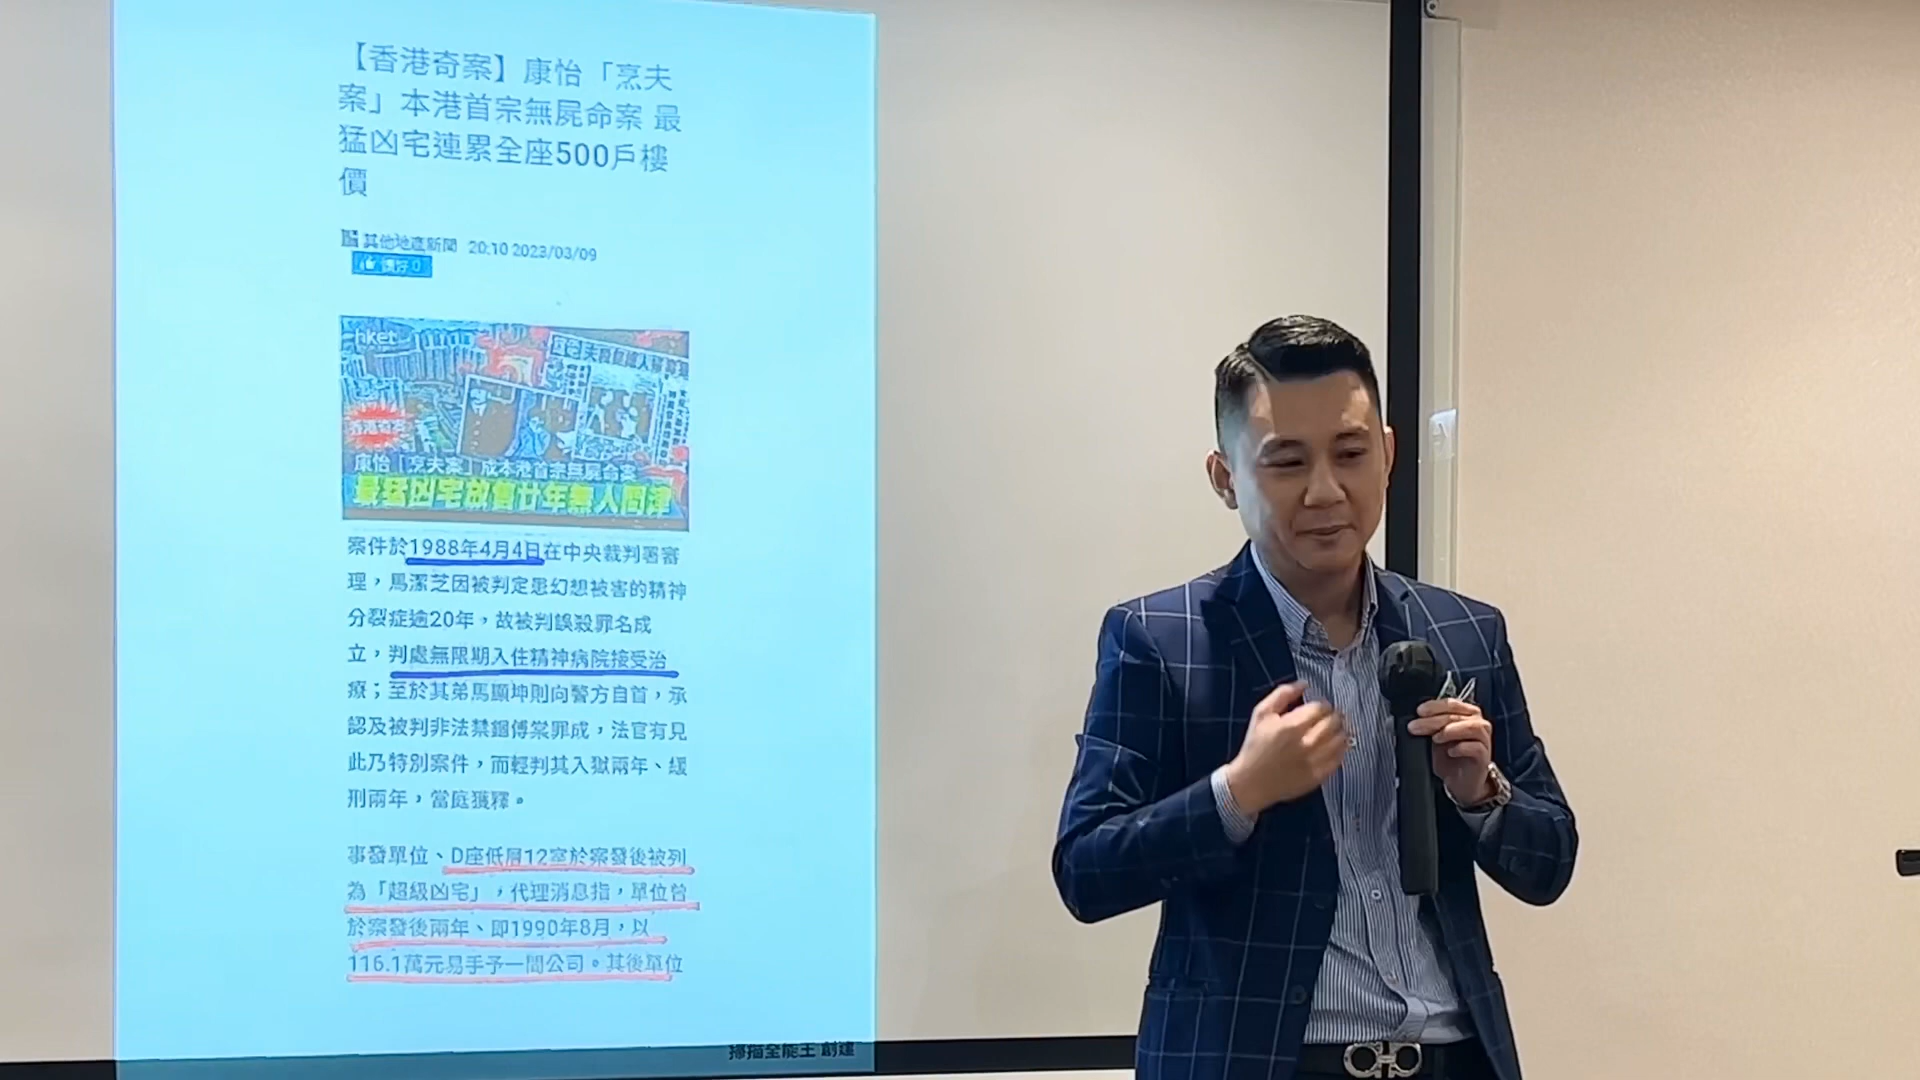 【香港奇案】康怡「烹夫
案」本港首宗無屍命案 最
猛凶宅連累全座500戶樓
價
其他地產新聞 20:10 2023/03/09
讚好 0
hket
康怡「烹夫案」成本港首宗無屍命案
最猛凶宅放售廿年無人問津
案件於1988年4月4日在中央裁判署審
理，馬潔芝因被判定患幻想被害的精神
分裂症逾20年，故被判誤殺罪名成
立，判處無限期入住精神病院接受治
療；至於其弟馬顯坤則向警方自首，承
認及被判非法禁錮傅棠罪成，法官有見
此乃特別案件，而輕判其入獄兩年、緩
刑兩年，當庭獲釋。
事發單位、D座低層12室於案發後被列
為「超級凶宅」，代理消息指，單位曾
於案發後兩年、即1990年8月，以
116.1萬元易手予一間公司。其後單位
掃描全能王 創建